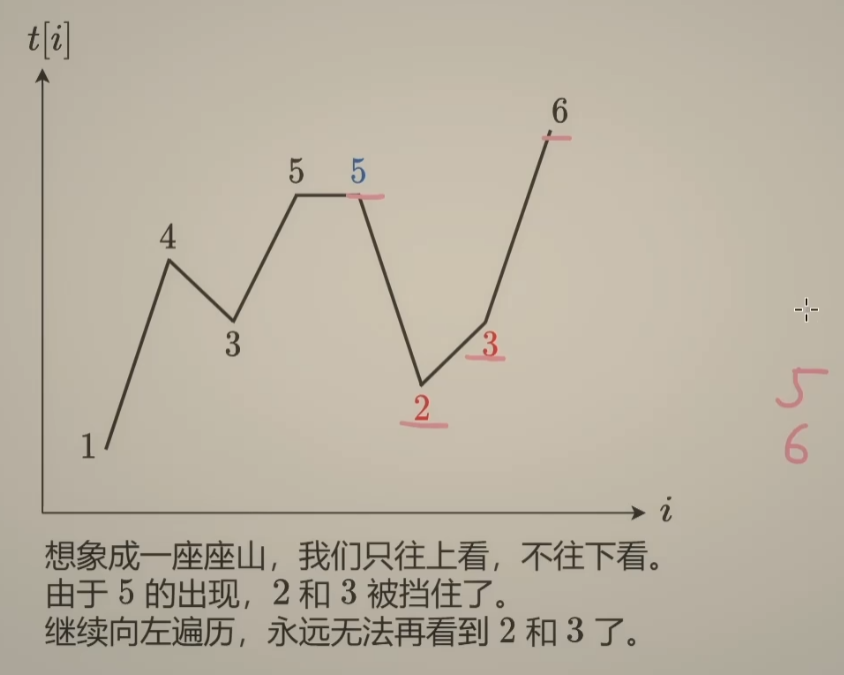 t[i]
6
5 5
4
3
3
5
2
1
6
i
想象成一座座山，我们只往上看，不往下看。
由于 5 的出现，2 和 3 被挡住了。
继续向左遍历，永远无法再看到 2 和 3 了。